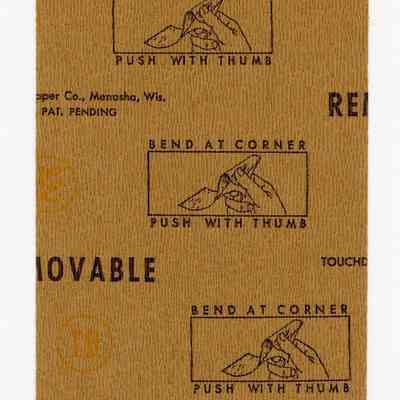 PUSH WITH THUMB
aper Co., Menasha, Wis.
PAT. PENDING
REM
BEND AT CORNER
PUSH WITH THUMB
MOVABLE
TOUCHD
BEND AT CORNER
PUSH WITH THUMB